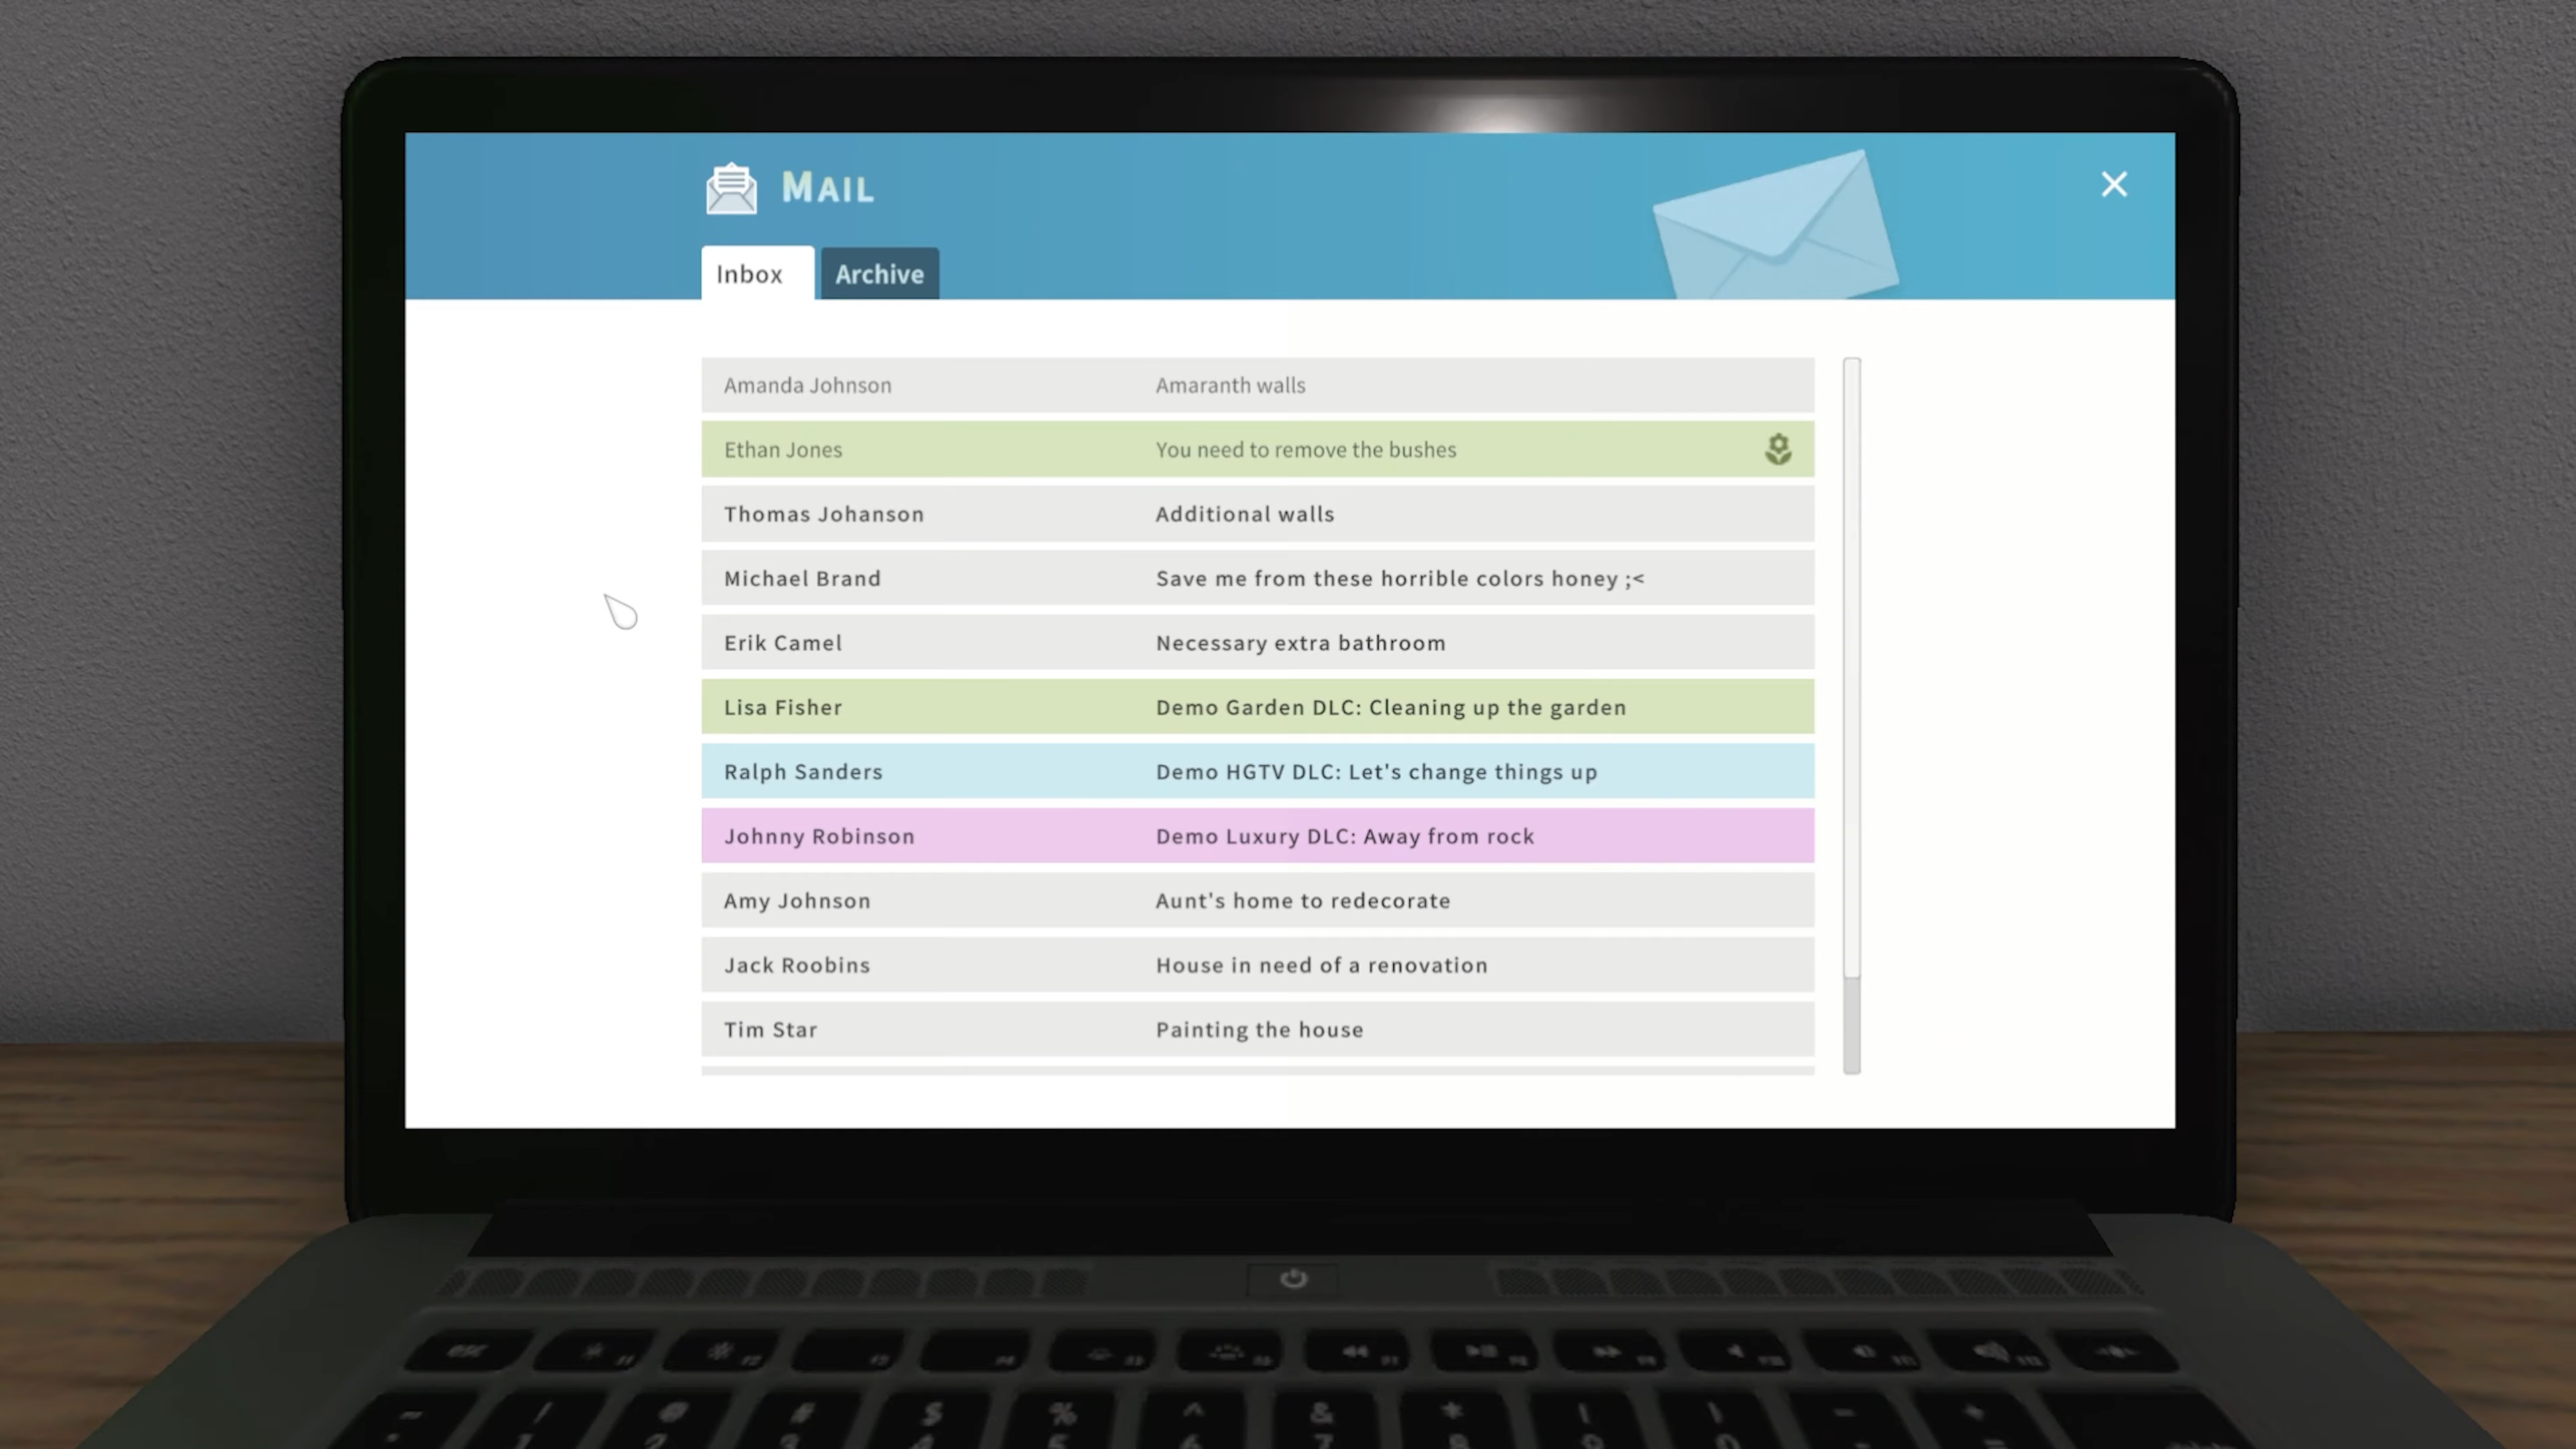 MAIL
Inbox Archive
Amanda Johnson Amaranth walls
Ethan Jones You need to remove the bushes
Thomas Johanson Additional walls
Michael Brand Save me from these horrible colors honey ;<
Erik Camel Necessary extra bathroom
Lisa Fisher Demo Garden DLC: Cleaning up the garden
Ralph Sanders Demo HGTV DLC: Let's change things up
Johnny Robinson Demo Luxury DLC: Away from rock
Amy Johnson Aunt's home to redecorate
Jack Roobins House in need of a renovation
Tim Star Painting the house
esc
! @ # $ % ^ & *